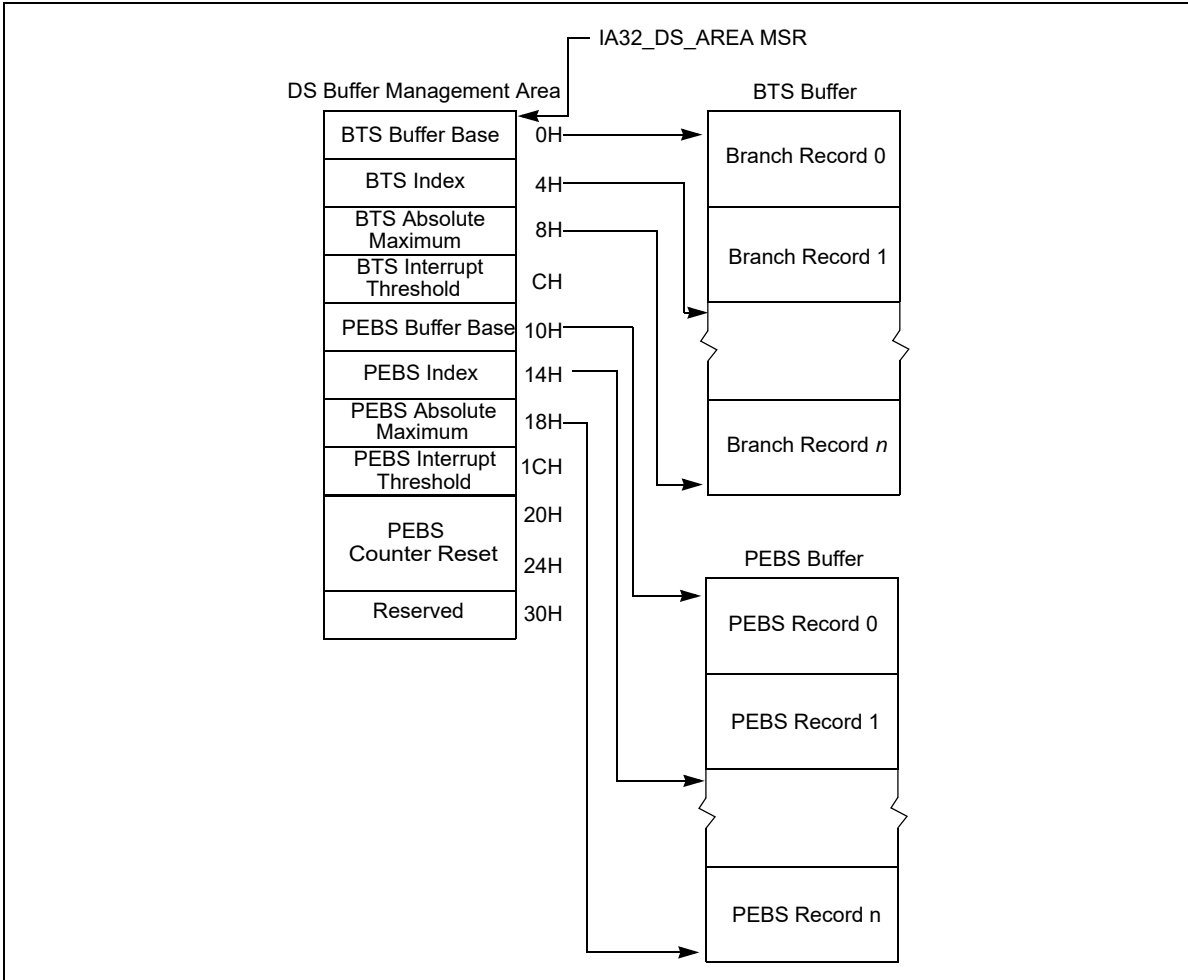 IA32_DS_AREA MSR
DS Buffer Management Area
BTS Buffer Base 0H
BTS Index 4H
BTS Absolute
Maximum 8H
BTS Interrupt
Threshold CH
PEBS Buffer Base 10H
PEBS Index 14H
PEBS Absolute
Maximum 18H
PEBS Interrupt
Threshold 1CH
20H
PEBS
Counter Reset
24H
Reserved 30H
BTS Buffer
Branch Record 0
Branch Record 1
Branch Record n
PEBS Buffer
PEBS Record 0
PEBS Record 1
PEBS Record n